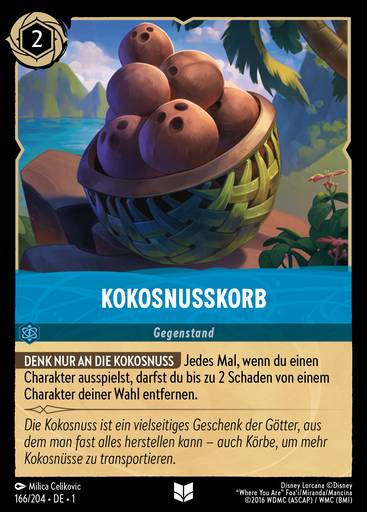 2
KOKOSNUSSKORB
Gegenstand
DENK NUR AN DIE KOKOSNUSS Jedes Mal, wenn du einen
Charakter ausspielst, darfst du bis zu 2 Schaden von einem
Charakter deiner Wahl entfernen.
Die Kokosnuss ist ein vielseitiges Geschenk der Götter, aus
dem man fast alles herstellen kann – auch Körbe, um mehr
Kokosnüsse zu transportieren.
Milica Celikovic
166/204 • DE • 1
Disney Lorcana ©Disney
"Where You Are" Foa'i/Miranda/Mancina
©2016 WDMC (ASCAP) / WMC (BMI)